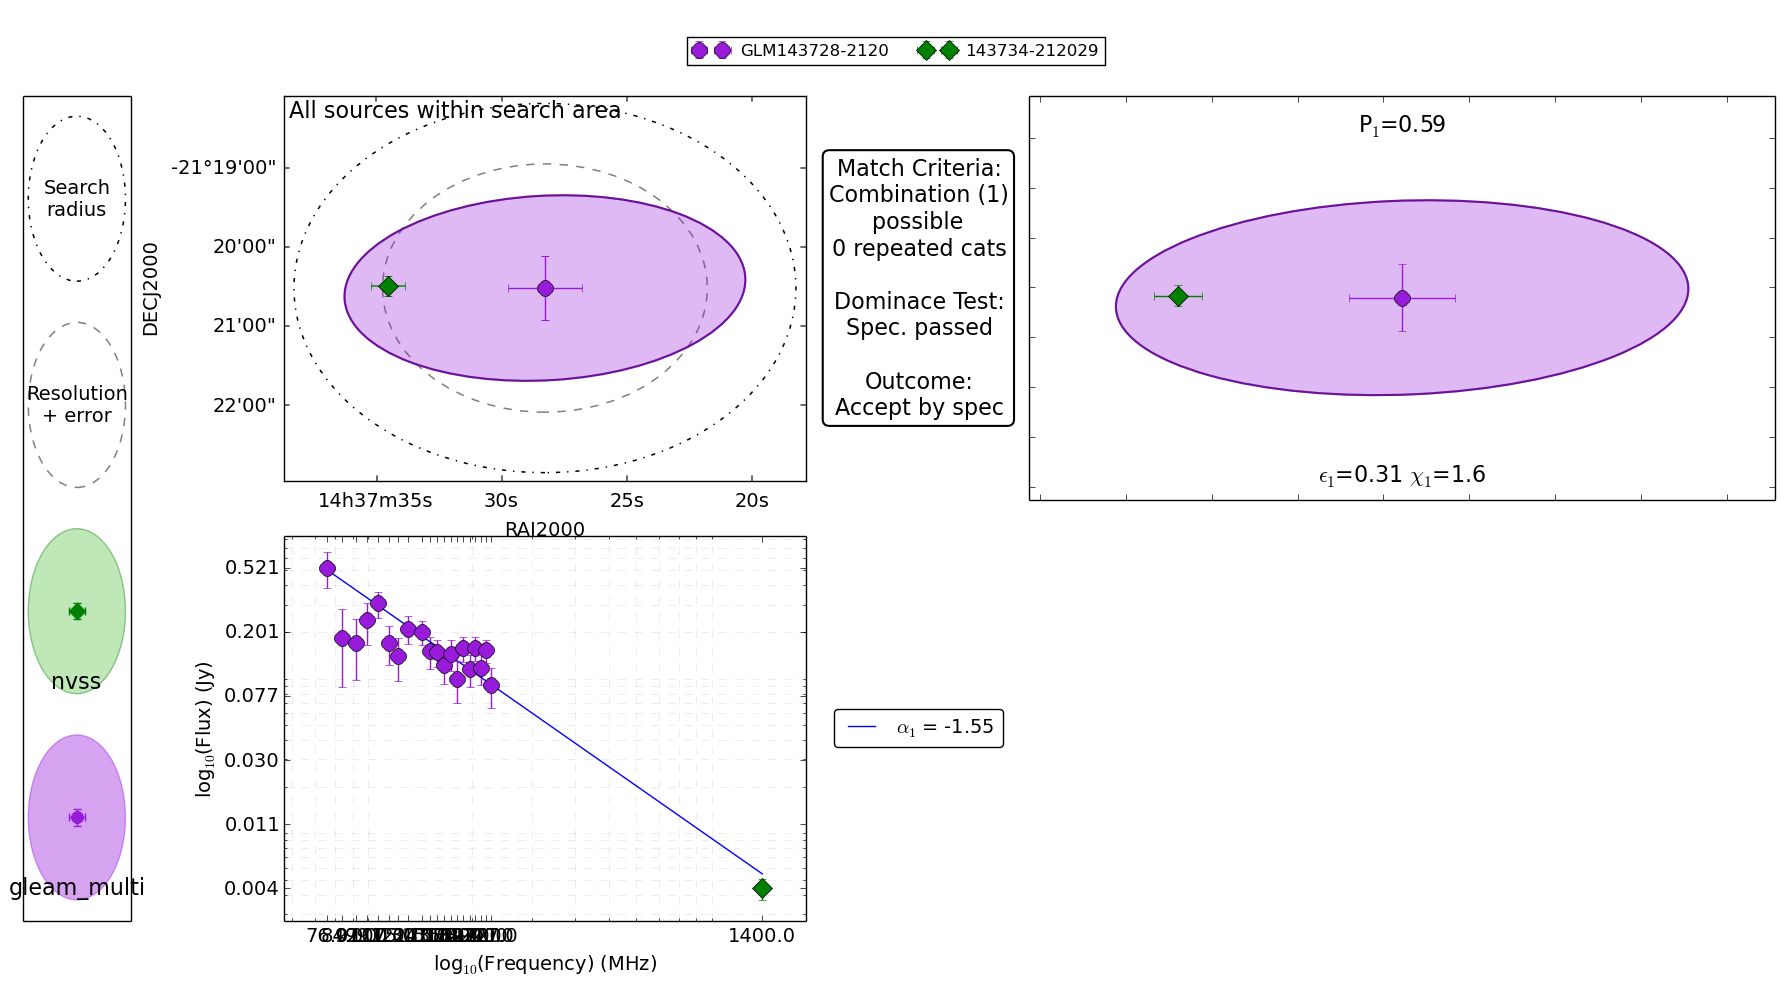 GLM143728-2120 143734-212029
Search
radius
Resolution
+ error
nvss
gleam_multi
All sources within search area
DECJ2000
-21°19'00"
20'00"
21'00"
22'00"
14h37m35s 30s 25s 20s
RAJ2000
Match Criteria:
Combination (1)
possible
0 repeated cats
Dominace Test:
Spec. passed
Outcome:
Accept by spec
P1=0.59
ϵ1=0.31 χ1=1.6
log10(Flux) (Jy)
0.521
0.201
0.077
0.030
0.011
0.004
1400.0
log10(Frequency) (MHz)
α1 = -1.55